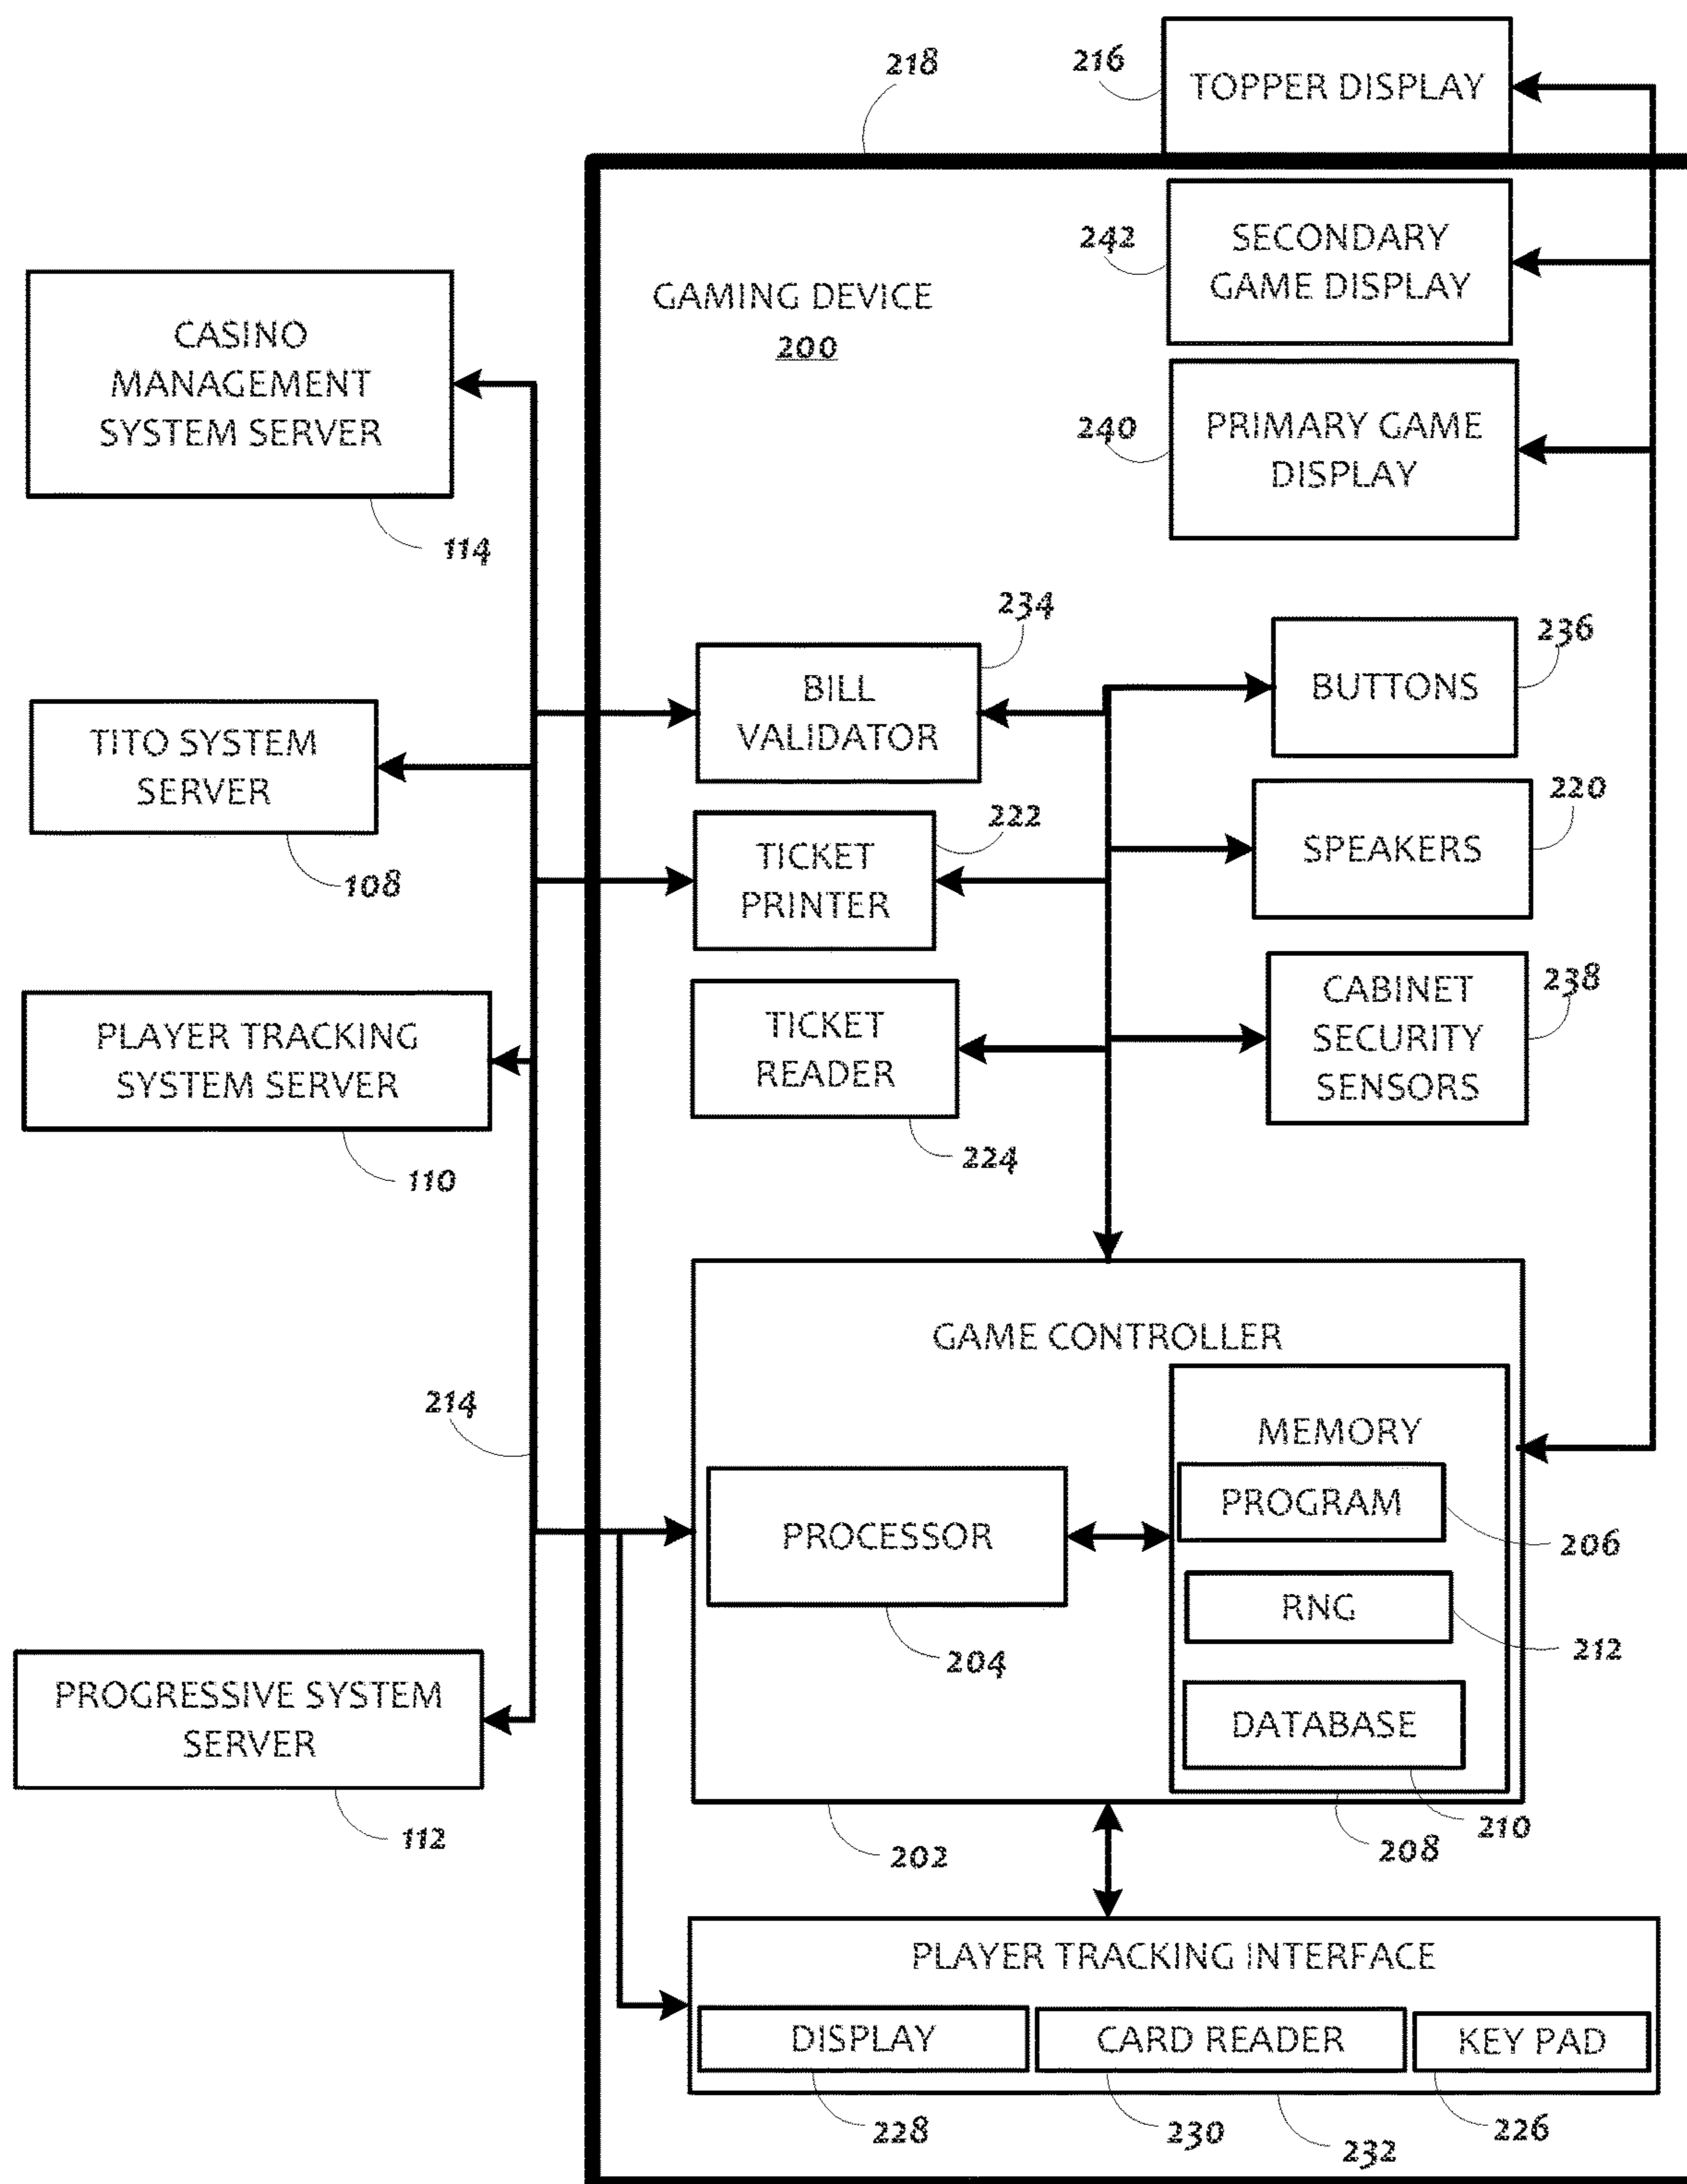 218
216
TOPPER DISPLAY
242
SECONDARY
GAME DISPLAY
GAMING DEVICE
200
CASINO
MANAGEMENT
SYSTEM SERVER
114
240
PRIMARY GAME
DISPLAY
234
BILL
VALIDATOR
236
BUTTONS
TITO SYSTEM
SERVER
108
222
TICKET
PRINTER
220
SPEAKERS
PLAYER TRACKING
SYSTEM SERVER
110
TICKET
READER
224
238
CABINET
SECURITY
SENSORS
214
GAME CONTROLLER
MEMORY
PROGRAM
206
PROCESSOR
204
RNG
212
DATABASE
210
208
202
PROGRESSIVE SYSTEM
SERVER
112
PLAYER TRACKING INTERFACE
DISPLAY
CARD READER
KEY PAD
228
230
232
226